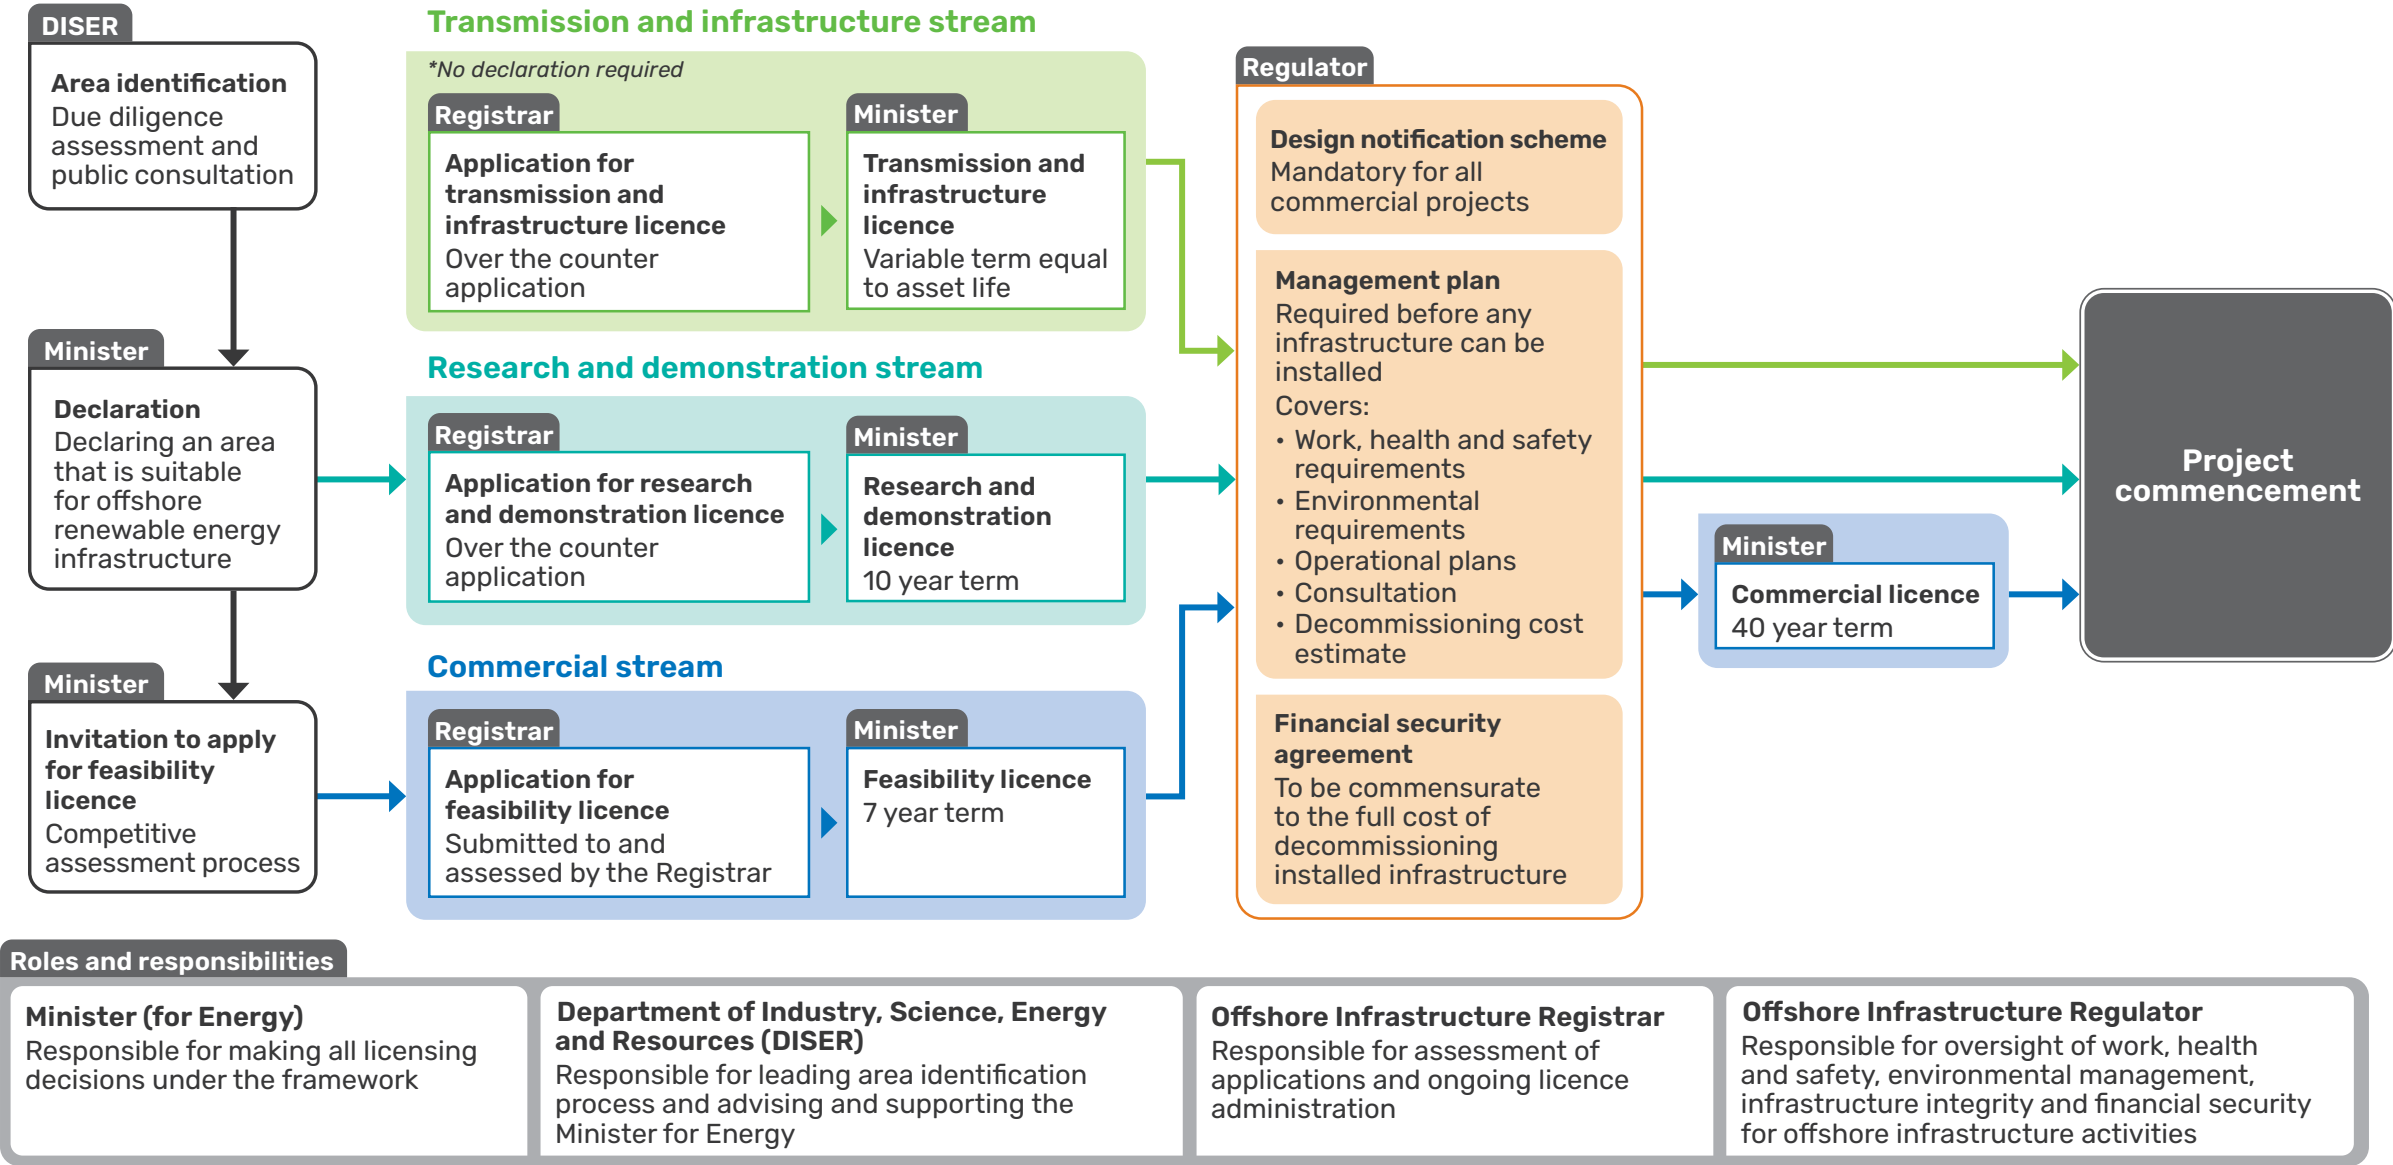 DISER
Area identification
Due diligence
assessment and
public consultation
Minister
Declaration
Declaring an area
that is suitable
for offshore
renewable energy
infrastructure
Minister
Invitation to apply
for feasibility
licence
Competitive
assessment process
Transmission and infrastructure stream
*No declaration required
Registrar
Application for
transmission and
infrastructure licence
Over the counter
application
Minister
Transmission and
infrastructure
licence
Variable term equal
to asset life
Research and demonstration stream
Registrar
Application for research
and demonstration licence
Over the counter
application
Minister
Research and
demonstration
licence
10 year term
Commercial stream
Registrar
Application for
feasibility licence
Submitted to and
assessed by the Registrar
Minister
Feasibility licence
7 year term
Regulator
Design notification scheme
Mandatory for all
commercial projects
Management plan
Required before any
infrastructure can be
installed
Covers:
• Work, health and safety
requirements
• Environmental
requirements
• Operational plans
• Consultation
• Decommissioning cost
estimate
Financial security
agreement
To be commensurate
to the full cost of
decommissioning
installed infrastructure
Minister
Commercial licence
40 year term
Project
commencement
Roles and responsibilities
Minister (for Energy)
Responsible for making all licensing
decisions under the framework
Department of Industry, Science, Energy
and Resources (DISER)
Responsible for leading area identification
process and advising and supporting the
Minister for Energy
Offshore Infrastructure Registrar
Responsible for assessment of
applications and ongoing licence
administration
Offshore Infrastructure Regulator
Responsible for oversight of work, health
and safety, environmental management,
infrastructure integrity and financial security
for offshore infrastructure activities